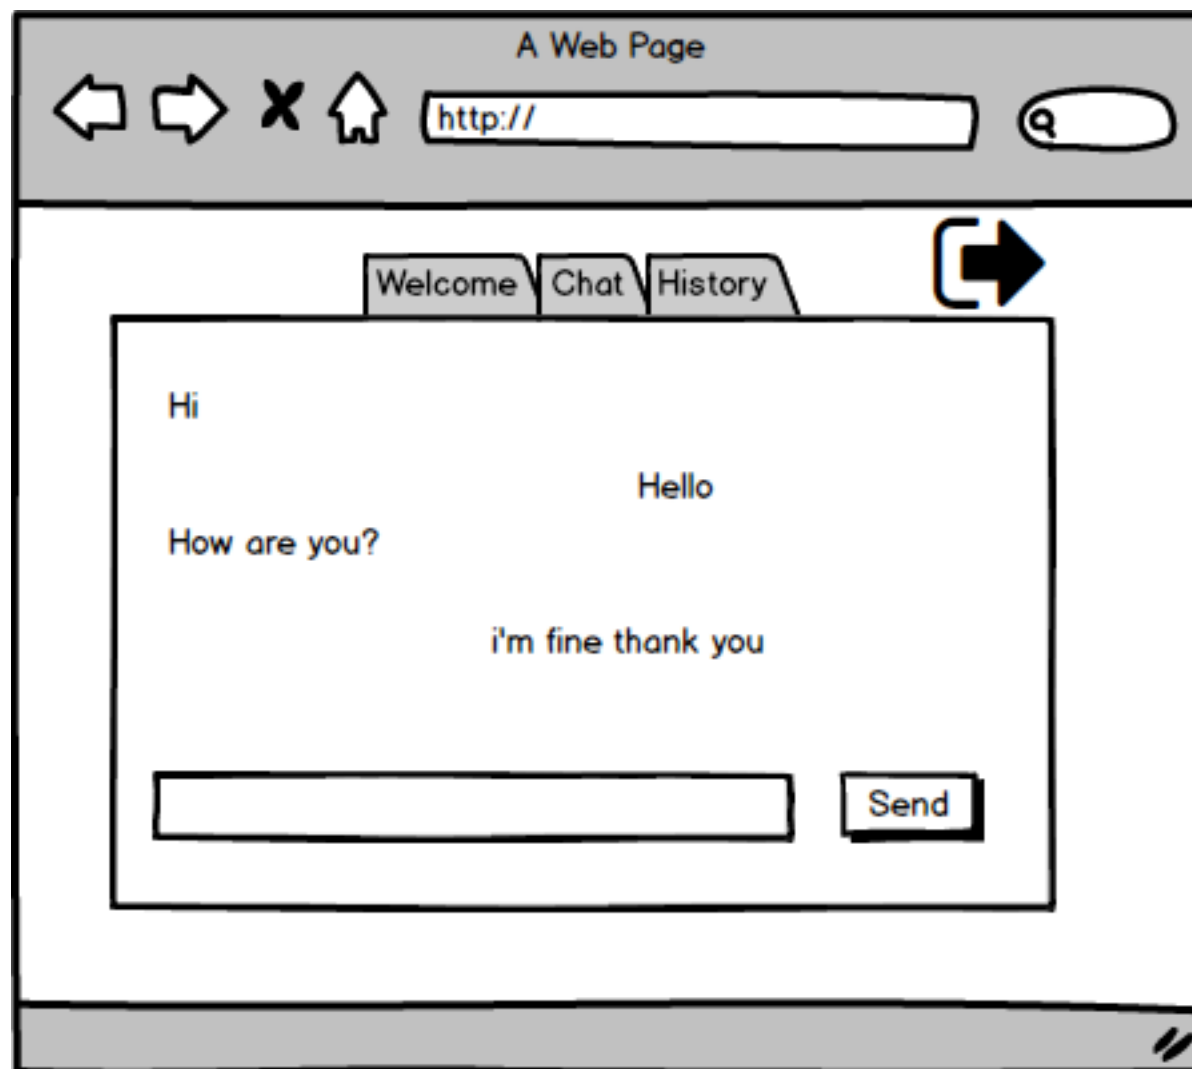 A Web Page
http://
Welcome Chat History
Hi
Hello
How are you?
i'm fine thank you
Send